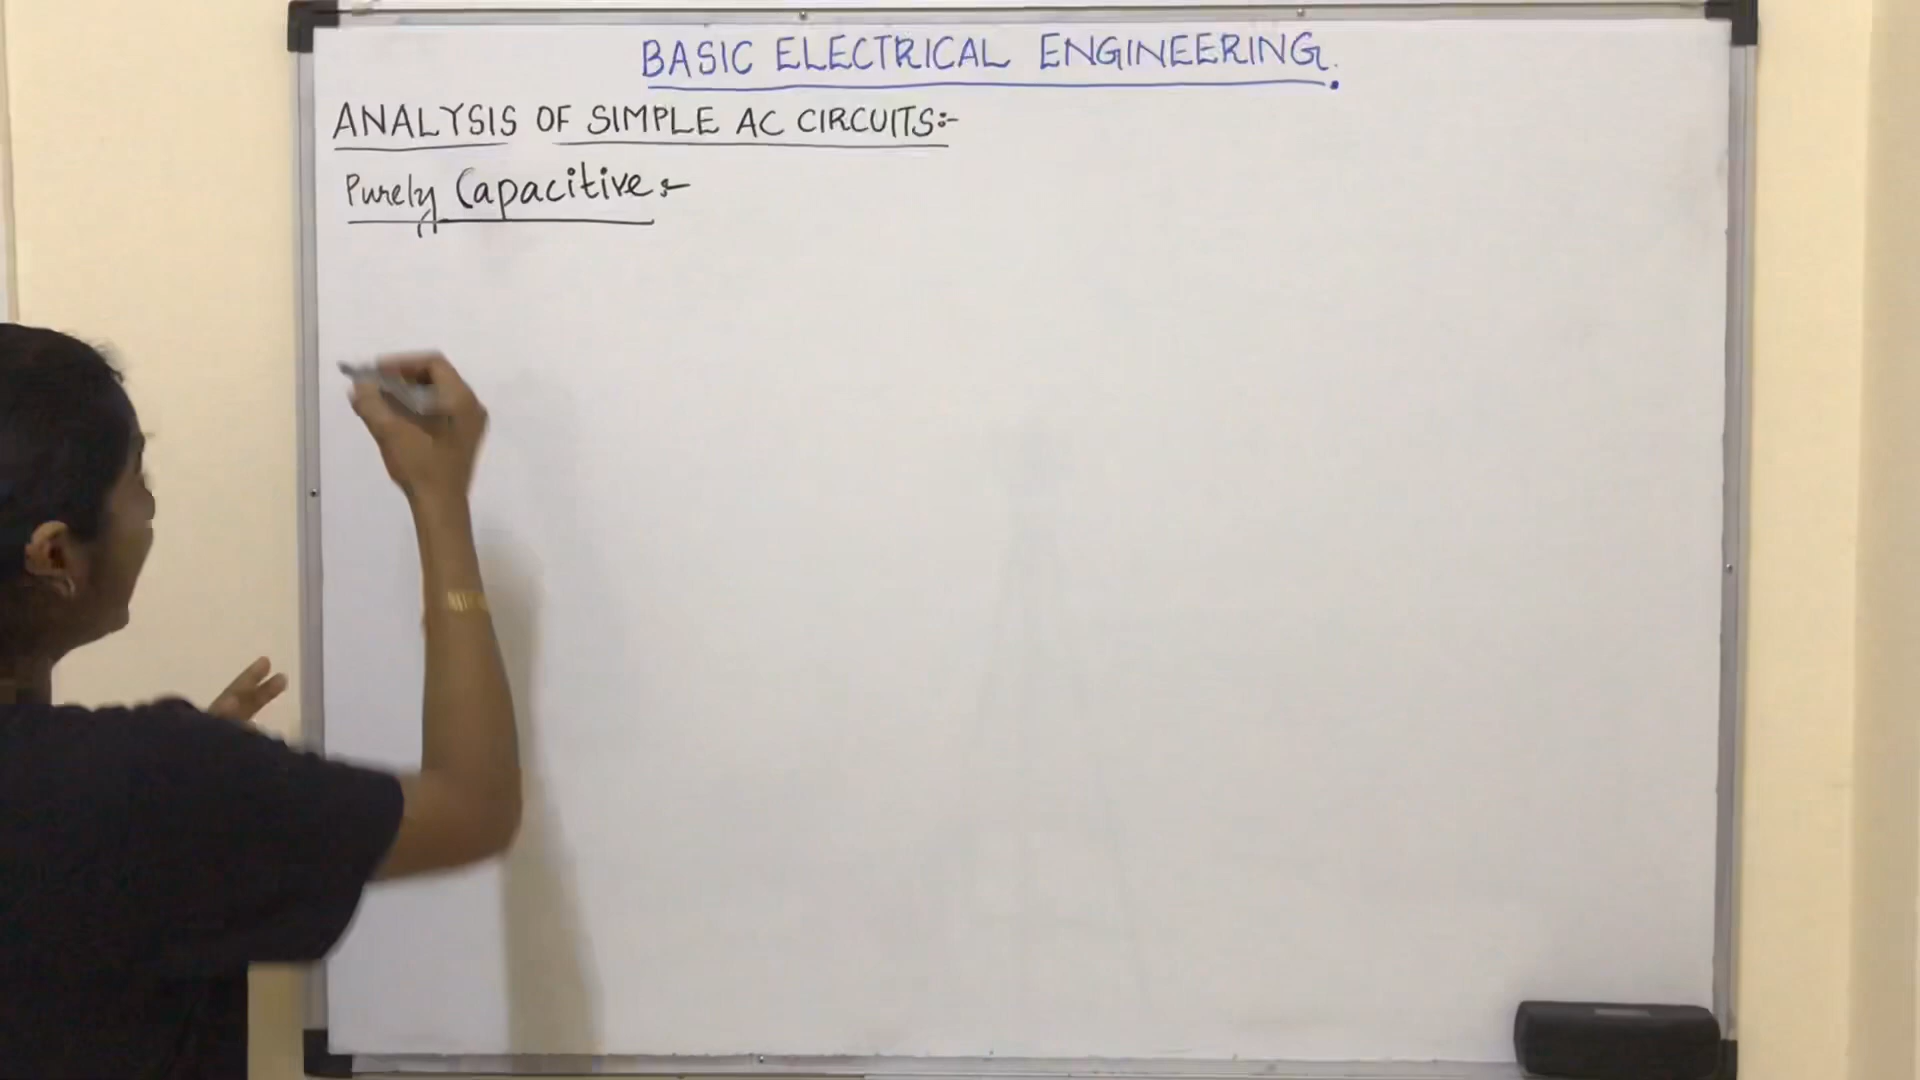 BASIC ELECTRICAL ENGINEERING.
ANALYSIS OF SIMPLE AC CIRCUITS:-
Purely Capacitive:-